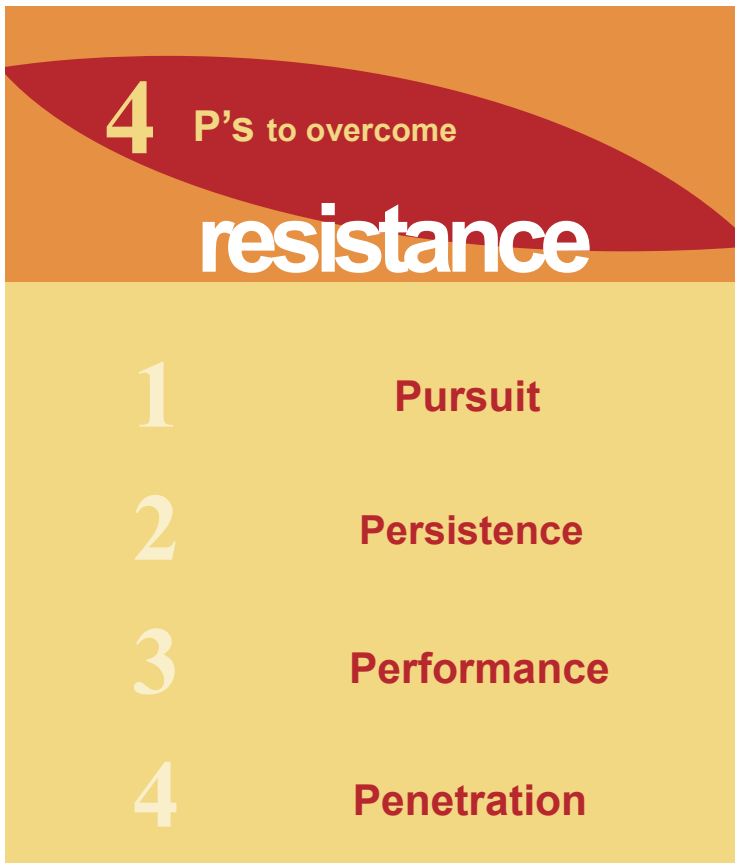 4 P's to overcome
resistance
1 Pursuit
2 Persistence
3 Performance
4 Penetration